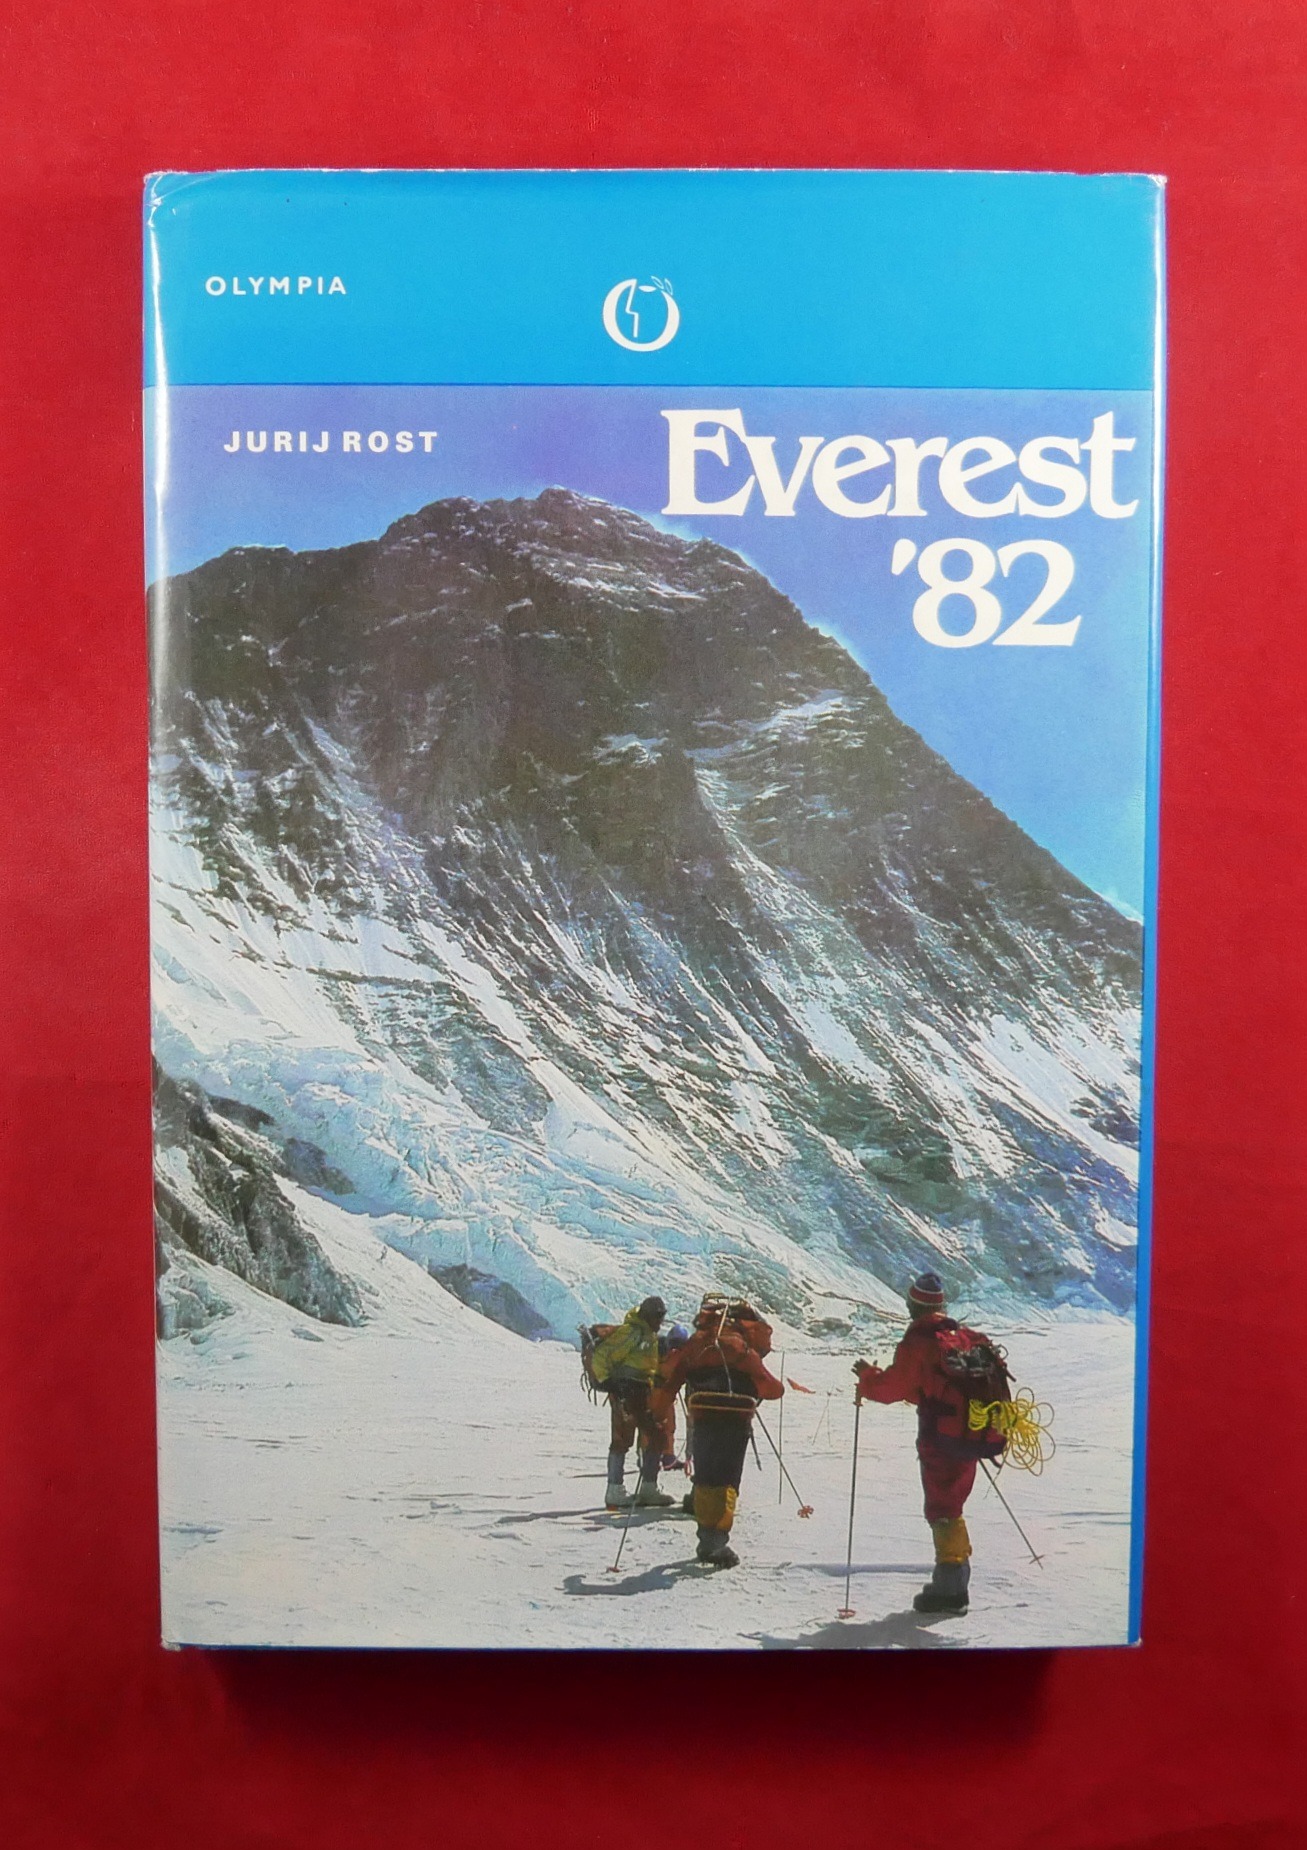 OLYMPIA
JURIJ ROST
Everest
'82